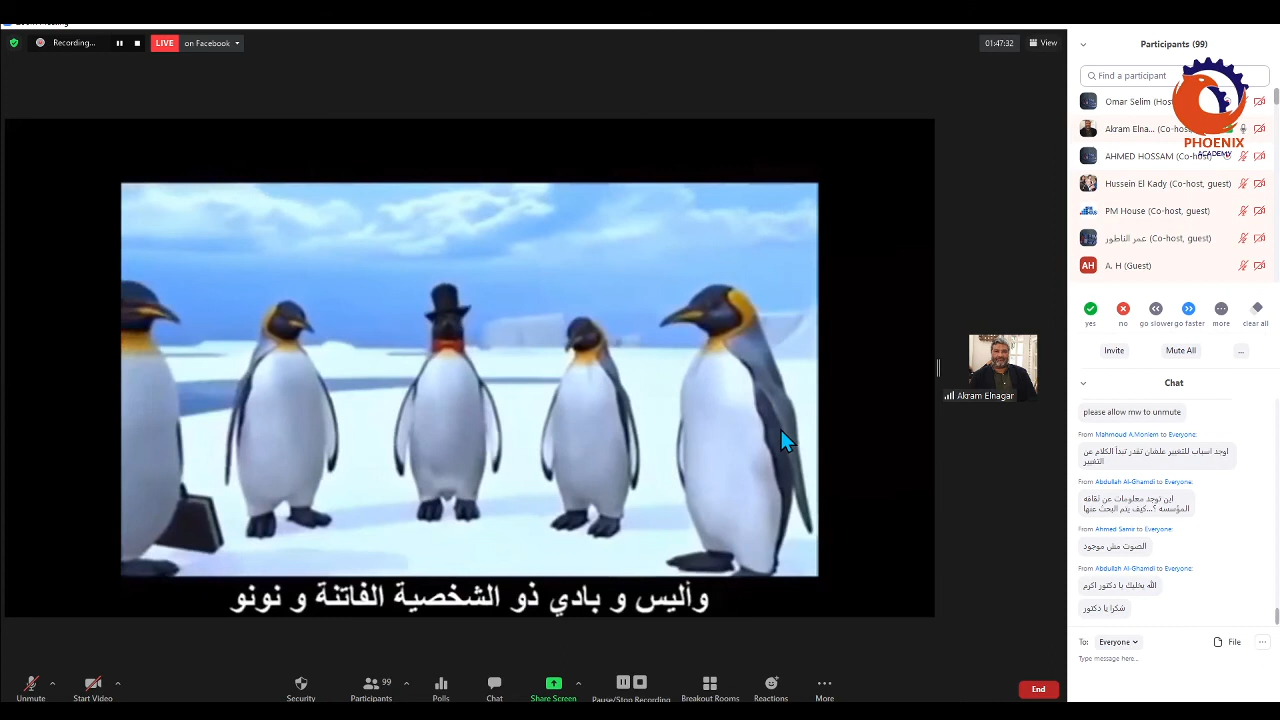 Recording...
LIVE on Facebook
01:47:32
View
Participants (99)
Find a participant
PHOENIX
ACADEMY
Omar Selim (Hos
Akram Elna... (Co-host
AHMED HOSSAM (Co-host)
Hussein El Kady (Co-host, guest)
PM House (Co-host, guest)
عمر الناطور (Co-host, guest)
AH A. H (Guest)
yes no go slower go faster more clear all
Invite Mute All ...
Akram Elnagar
Chat
please allow mw to unmute
From Mahmoud A.Moniem to Everyone:
اوجد اسباب للتغيير علشان تقدر تبدأ الكلام عن
التغيير
From Abdullah Al-Ghamdi to Everyone:
اين توجد معلومات عن ثقافة
المؤسسه ؟...كيف يتم البحث عنها
From Ahmed Samir to Everyone:
الصوت مش موجود
From Abdullah Al-Ghamdi to Everyone:
الله يخليك يا دكتور اكرم
شكرا يا دكتور
وأليس و بادي ذو الشخصية الفاتنة و نونو
To: Everyone File ...
Type message here...
Unmute Start Video Security Participants 99 Polls Chat Share Screen Pause/Stop Recording Breakout Rooms Reactions More End